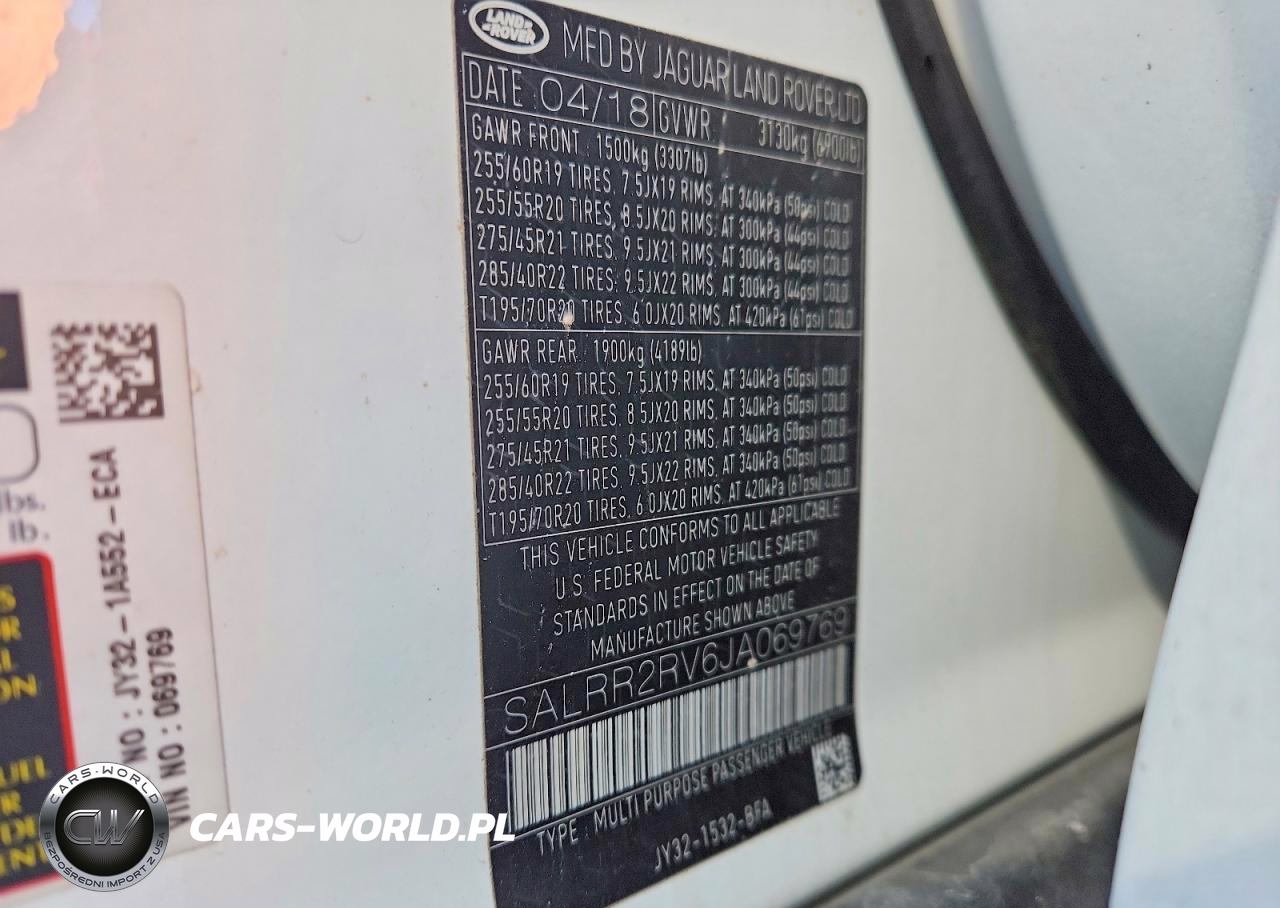 LAND
ROVER
MFD BY JAGUAR LAND ROVER LTD
DATE : 04/18 GVWR : 3130kg (6900lb)
GAWR FRONT : 1500kg (3307lb)
255/60R19 TIRES, 7.5JX19 RIMS, AT 340kPa (50psi) COLD
255/55R20 TIRES, 8.5JX20 RIMS, AT 300kPa (44psi) COLD
275/45R21 TIRES, 9.5JX21 RIMS, AT 300kPa (44psi) COLD
285/40R22 TIRES, 9.5JX22 RIMS, AT 300kPa (44psi) COLD
T195/70R20 TIRES, 6.0JX20 RIMS, AT 420kPa (61psi) COLD
GAWR REAR : 1900kg (4189lb)
255/60R19 TIRES, 7.5JX19 RIMS, AT 340kPa (50psi) COLD
255/55R20 TIRES, 8.5JX20 RIMS, AT 340kPa (50psi) COLD
275/45R21 TIRES, 9.5JX21 RIMS, AT 340kPa (50psi) COLD
285/40R22 TIRES, 9.5JX22 RIMS, AT 340kPa (50psi) COLD
T195/70R20 TIRES, 6.0JX20 RIMS, AT 420kPa (61psi) COLD
THIS VEHICLE CONFORMS TO ALL APPLICABLE
U.S. FEDERAL MOTOR VEHICLE SAFETY
STANDARDS IN EFFECT ON THE DATE OF
MANUFACTURE SHOWN ABOVE
SALRR2RV6JA069769
TYPE : MULTI PURPOSE PASSENGER VEHICLE
JY32-1532-BFA
NO : JY32-1A552-ECA
VIN NO : 069769
lbs.
lb.
CARS-WORLD
CW
BEZPOŚREDNI IMPORT Z USA
CARS-WORLD.PL